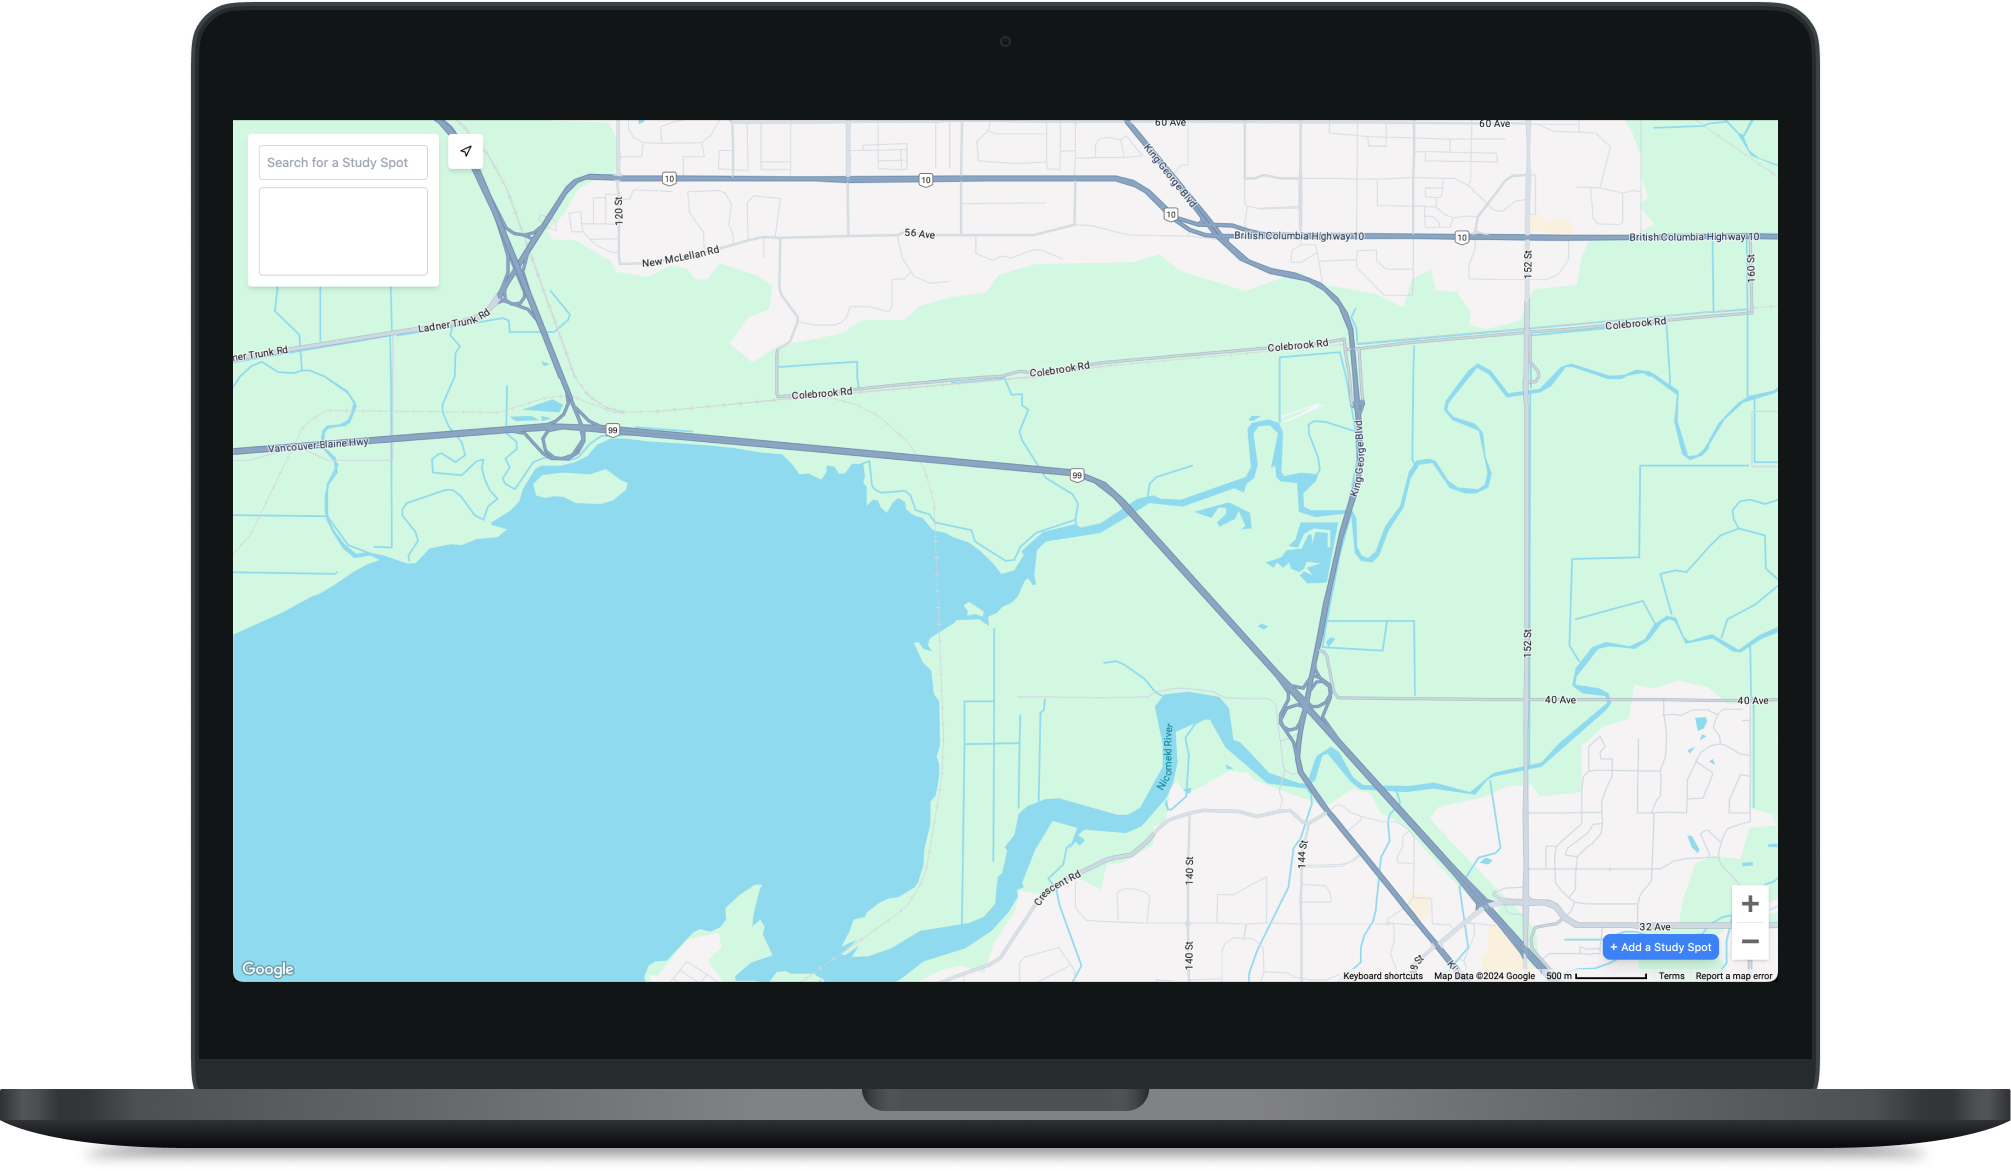 60 Ave
60 Ave
Search for a Study Spot
King George Blvd
10
10
120 St
10
56 Ave
British Columbia Highway 10
10
British Columbia Highway 10
New McLellan Rd
152 St
160 St
Ladner Trunk Rd
Colebrook Rd
ner Trunk Rd
Colebrook Rd
Colebrook Rd
Colebrook Rd
99
Vancouver Blaine Hwy
King George Blvd
99
152 St
40 Ave
40 Ave
Nicomekl River
144 St
140 St
Crescent Rd
+
32 Ave
+ Add a Study Spot
−
140 St
8 St
Ki
Google
Keyboard shortcuts
Map Data ©2024 Google
500 m
Terms
Report a map error